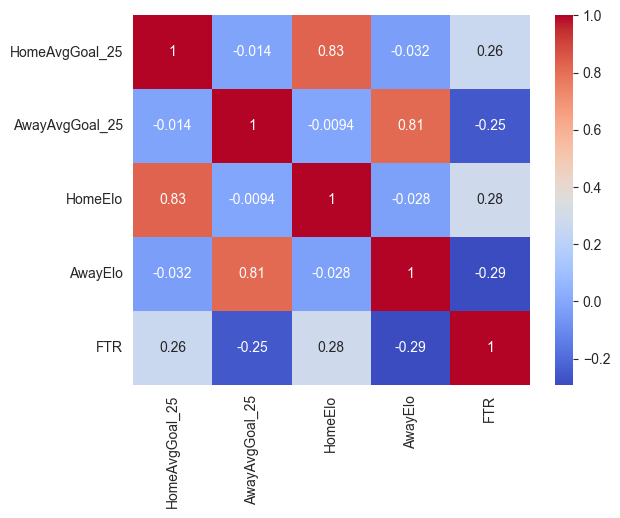 HomeAvgGoal_25 1 -0.014 0.83 -0.032 0.26
AwayAvgGoal_25 -0.014 1 -0.0094 0.81 -0.25
HomeElo 0.83 -0.0094 1 -0.028 0.28
AwayElo -0.032 0.81 -0.028 1 -0.29
FTR 0.26 -0.25 0.28 -0.29 1
HomeAvgGoal_25
AwayAvgGoal_25
HomeElo
AwayElo
FTR
1.0
0.8
0.6
0.4
0.2
0.0
−0.2